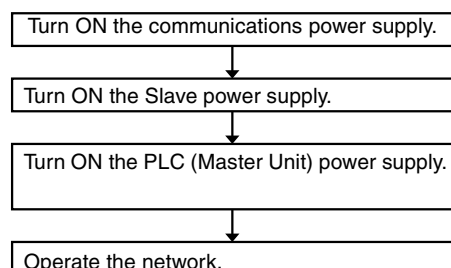 Turn ON the communications power supply.
Turn ON the Slave power supply.
Turn ON the PLC (Master Unit) power supply.
Operate the network.